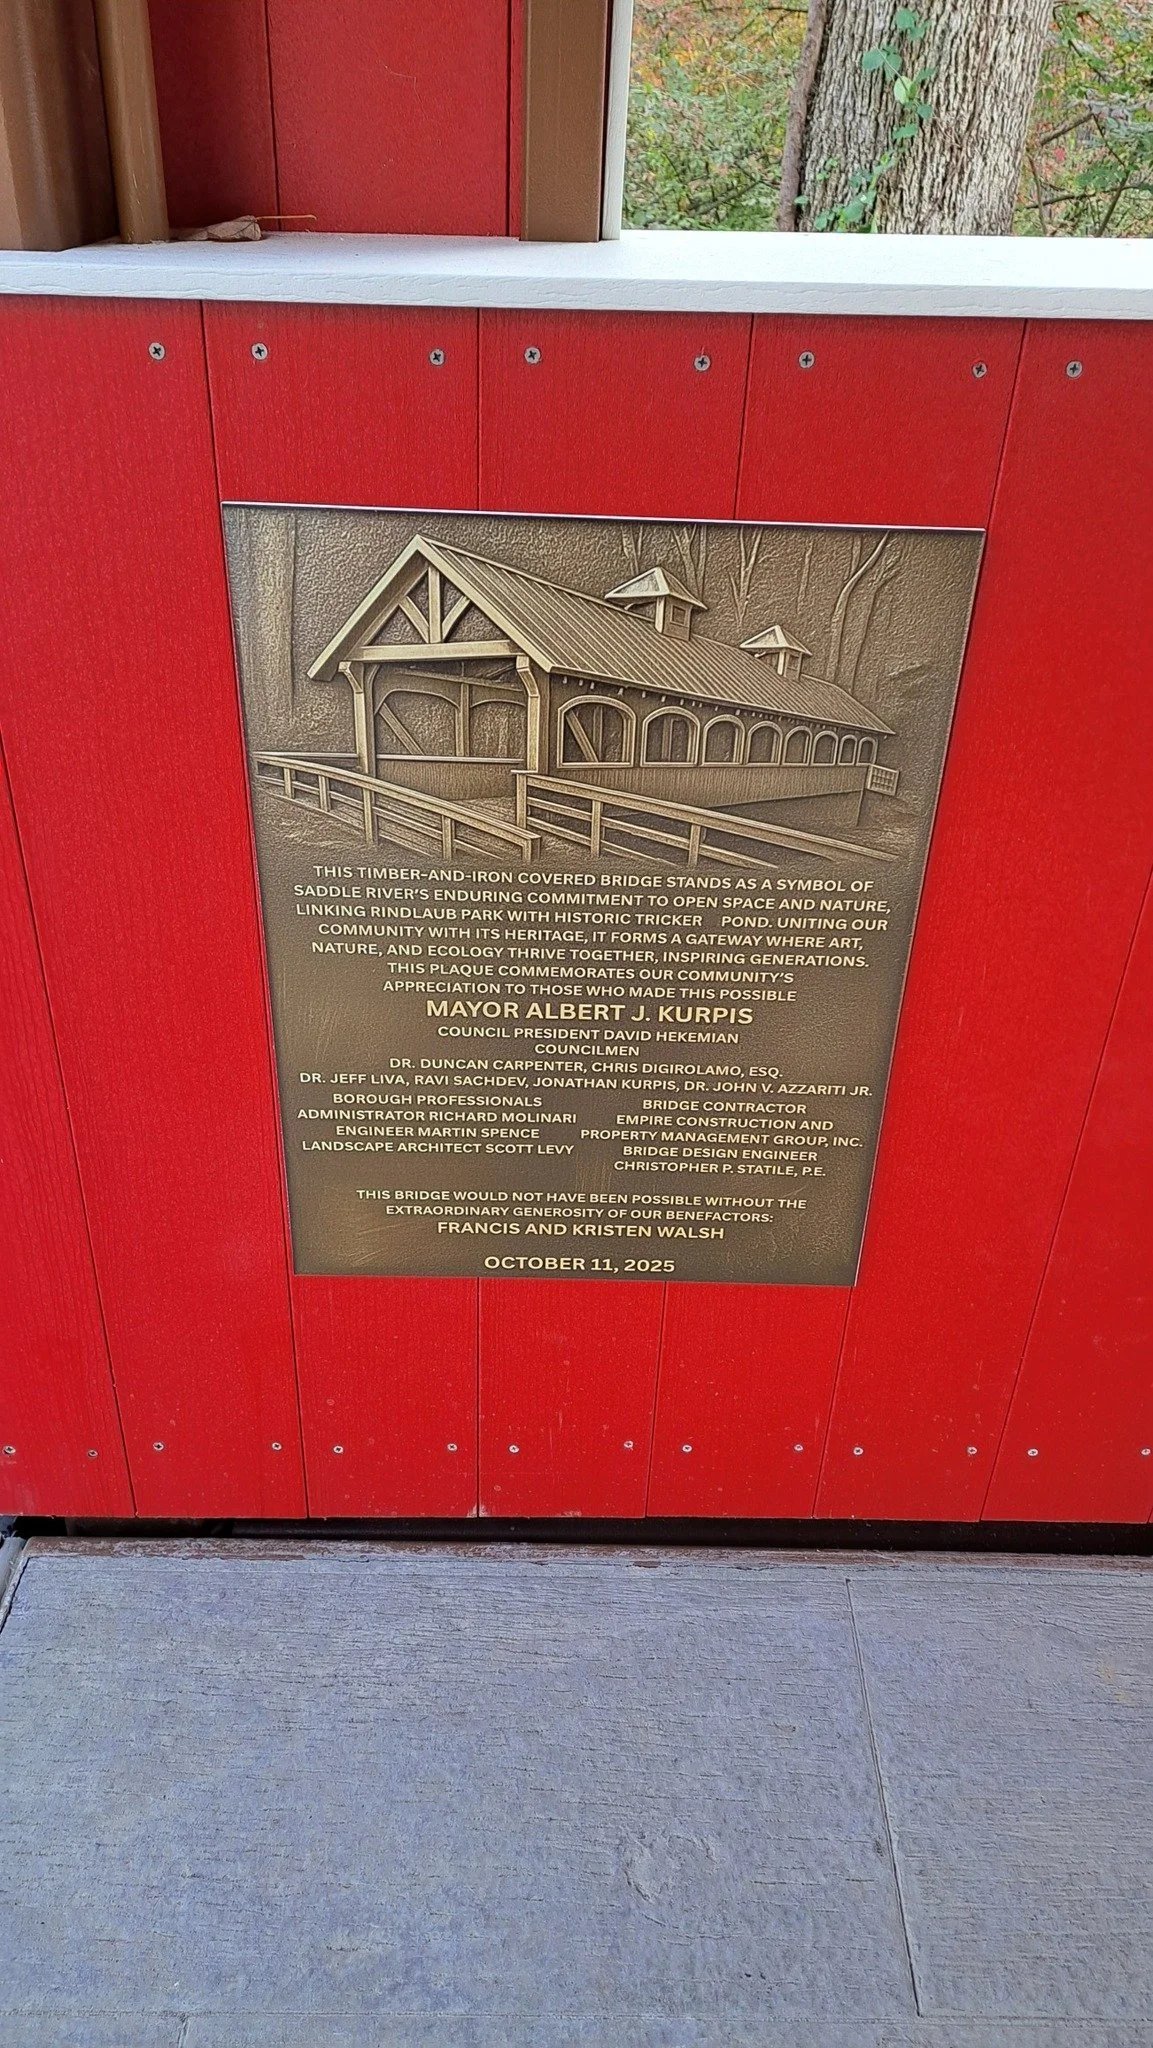 THIS TIMBER-AND-IRON COVERED BRIDGE STANDS AS A SYMBOL OF
SADDLE RIVER'S ENDURING COMMITMENT TO OPEN SPACE AND NATURE,
LINKING RINDLAUB PARK WITH HISTORIC TRICKER POND. UNITING OUR
COMMUNITY WITH ITS HERITAGE, IT FORMS A GATEWAY WHERE ART,
NATURE, AND ECOLOGY THRIVE TOGETHER, INSPIRING GENERATIONS.
THIS PLAQUE COMMEMORATES OUR COMMUNITY'S
APPRECIATION TO THOSE WHO MADE THIS POSSIBLE
MAYOR ALBERT J. KURPIS
COUNCIL PRESIDENT DAVID HEKEMIAN
COUNCILMEN
DR. DUNCAN CARPENTER, CHRIS DIGIROLAMO, ESQ.
DR. JEFF LIVA, RAVI SACHDEV, JONATHAN KURPIS, DR. JOHN V. AZZARITI JR.
BOROUGH PROFESSIONALS
ADMINISTRATOR RICHARD MOLINARI
ENGINEER MARTIN SPENCE
LANDSCAPE ARCHITECT SCOTT LEVY
BRIDGE CONTRACTOR
EMPIRE CONSTRUCTION AND
PROPERTY MANAGEMENT GROUP, INC.
BRIDGE DESIGN ENGINEER
CHRISTOPHER P. STATILE, P.E.
THIS BRIDGE WOULD NOT HAVE BEEN POSSIBLE WITHOUT THE
EXTRAORDINARY GENEROSITY OF OUR BENEFACTORS:
FRANCIS AND KRISTEN WALSH
OCTOBER 11, 2025